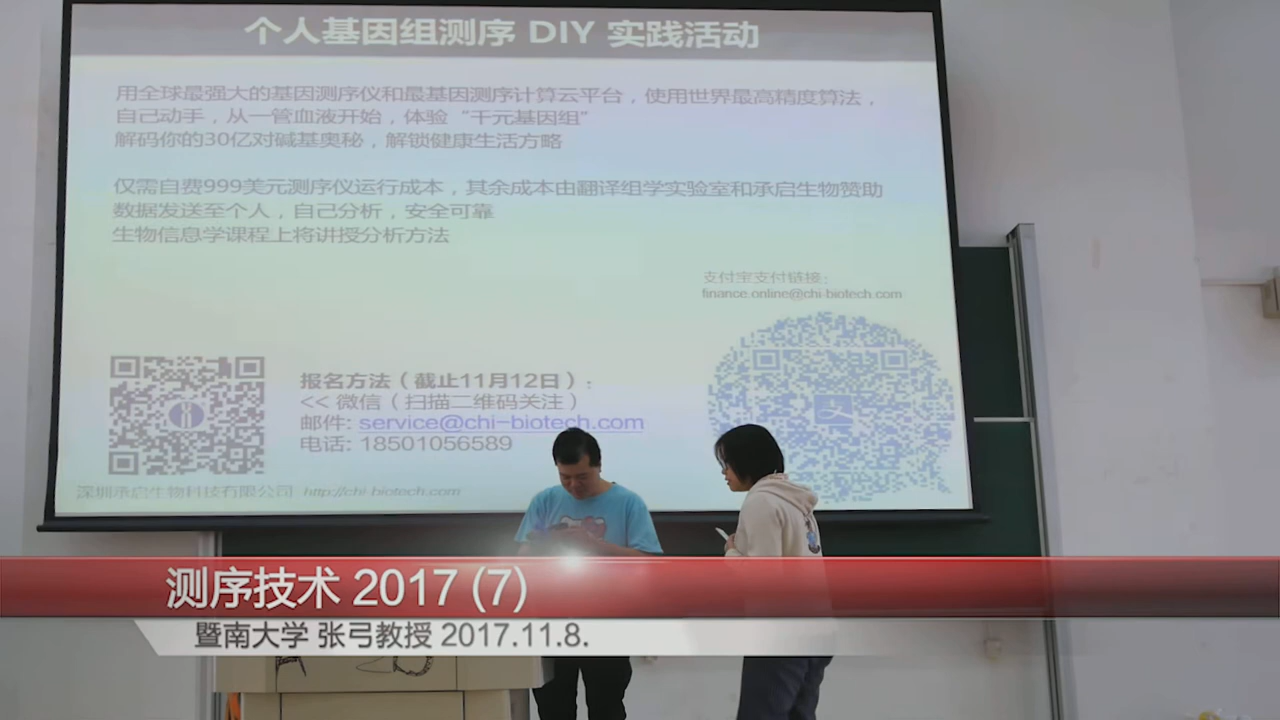 个人基因组测序 DIY 实践活动
用全球最强大的基因测序仪和最基因测序计算云平台，使用世界最高精度算法，
自己动手，从一管血液开始，体验“千元基因组”
解码你的30亿对碱基奥秘，解锁健康生活方略
仅需自费999美元测序仪运行成本，其余成本由翻译组学实验室和承启生物赞助
数据发送至个人，自己分析，安全可靠
生物信息学课程上将讲授分析方法
支付宝支付链接：
finance.online@chi-biotech.com
报名方法（截止11月12日）：
<< 微信（扫描二维码关注）
邮件: service@chi-biotech.com
电话: 18501056589
深圳承启生物科技有限公司 http://chi-biotech.com
测序技术 2017 (7)
暨南大学 张弓教授 2017.11.8.